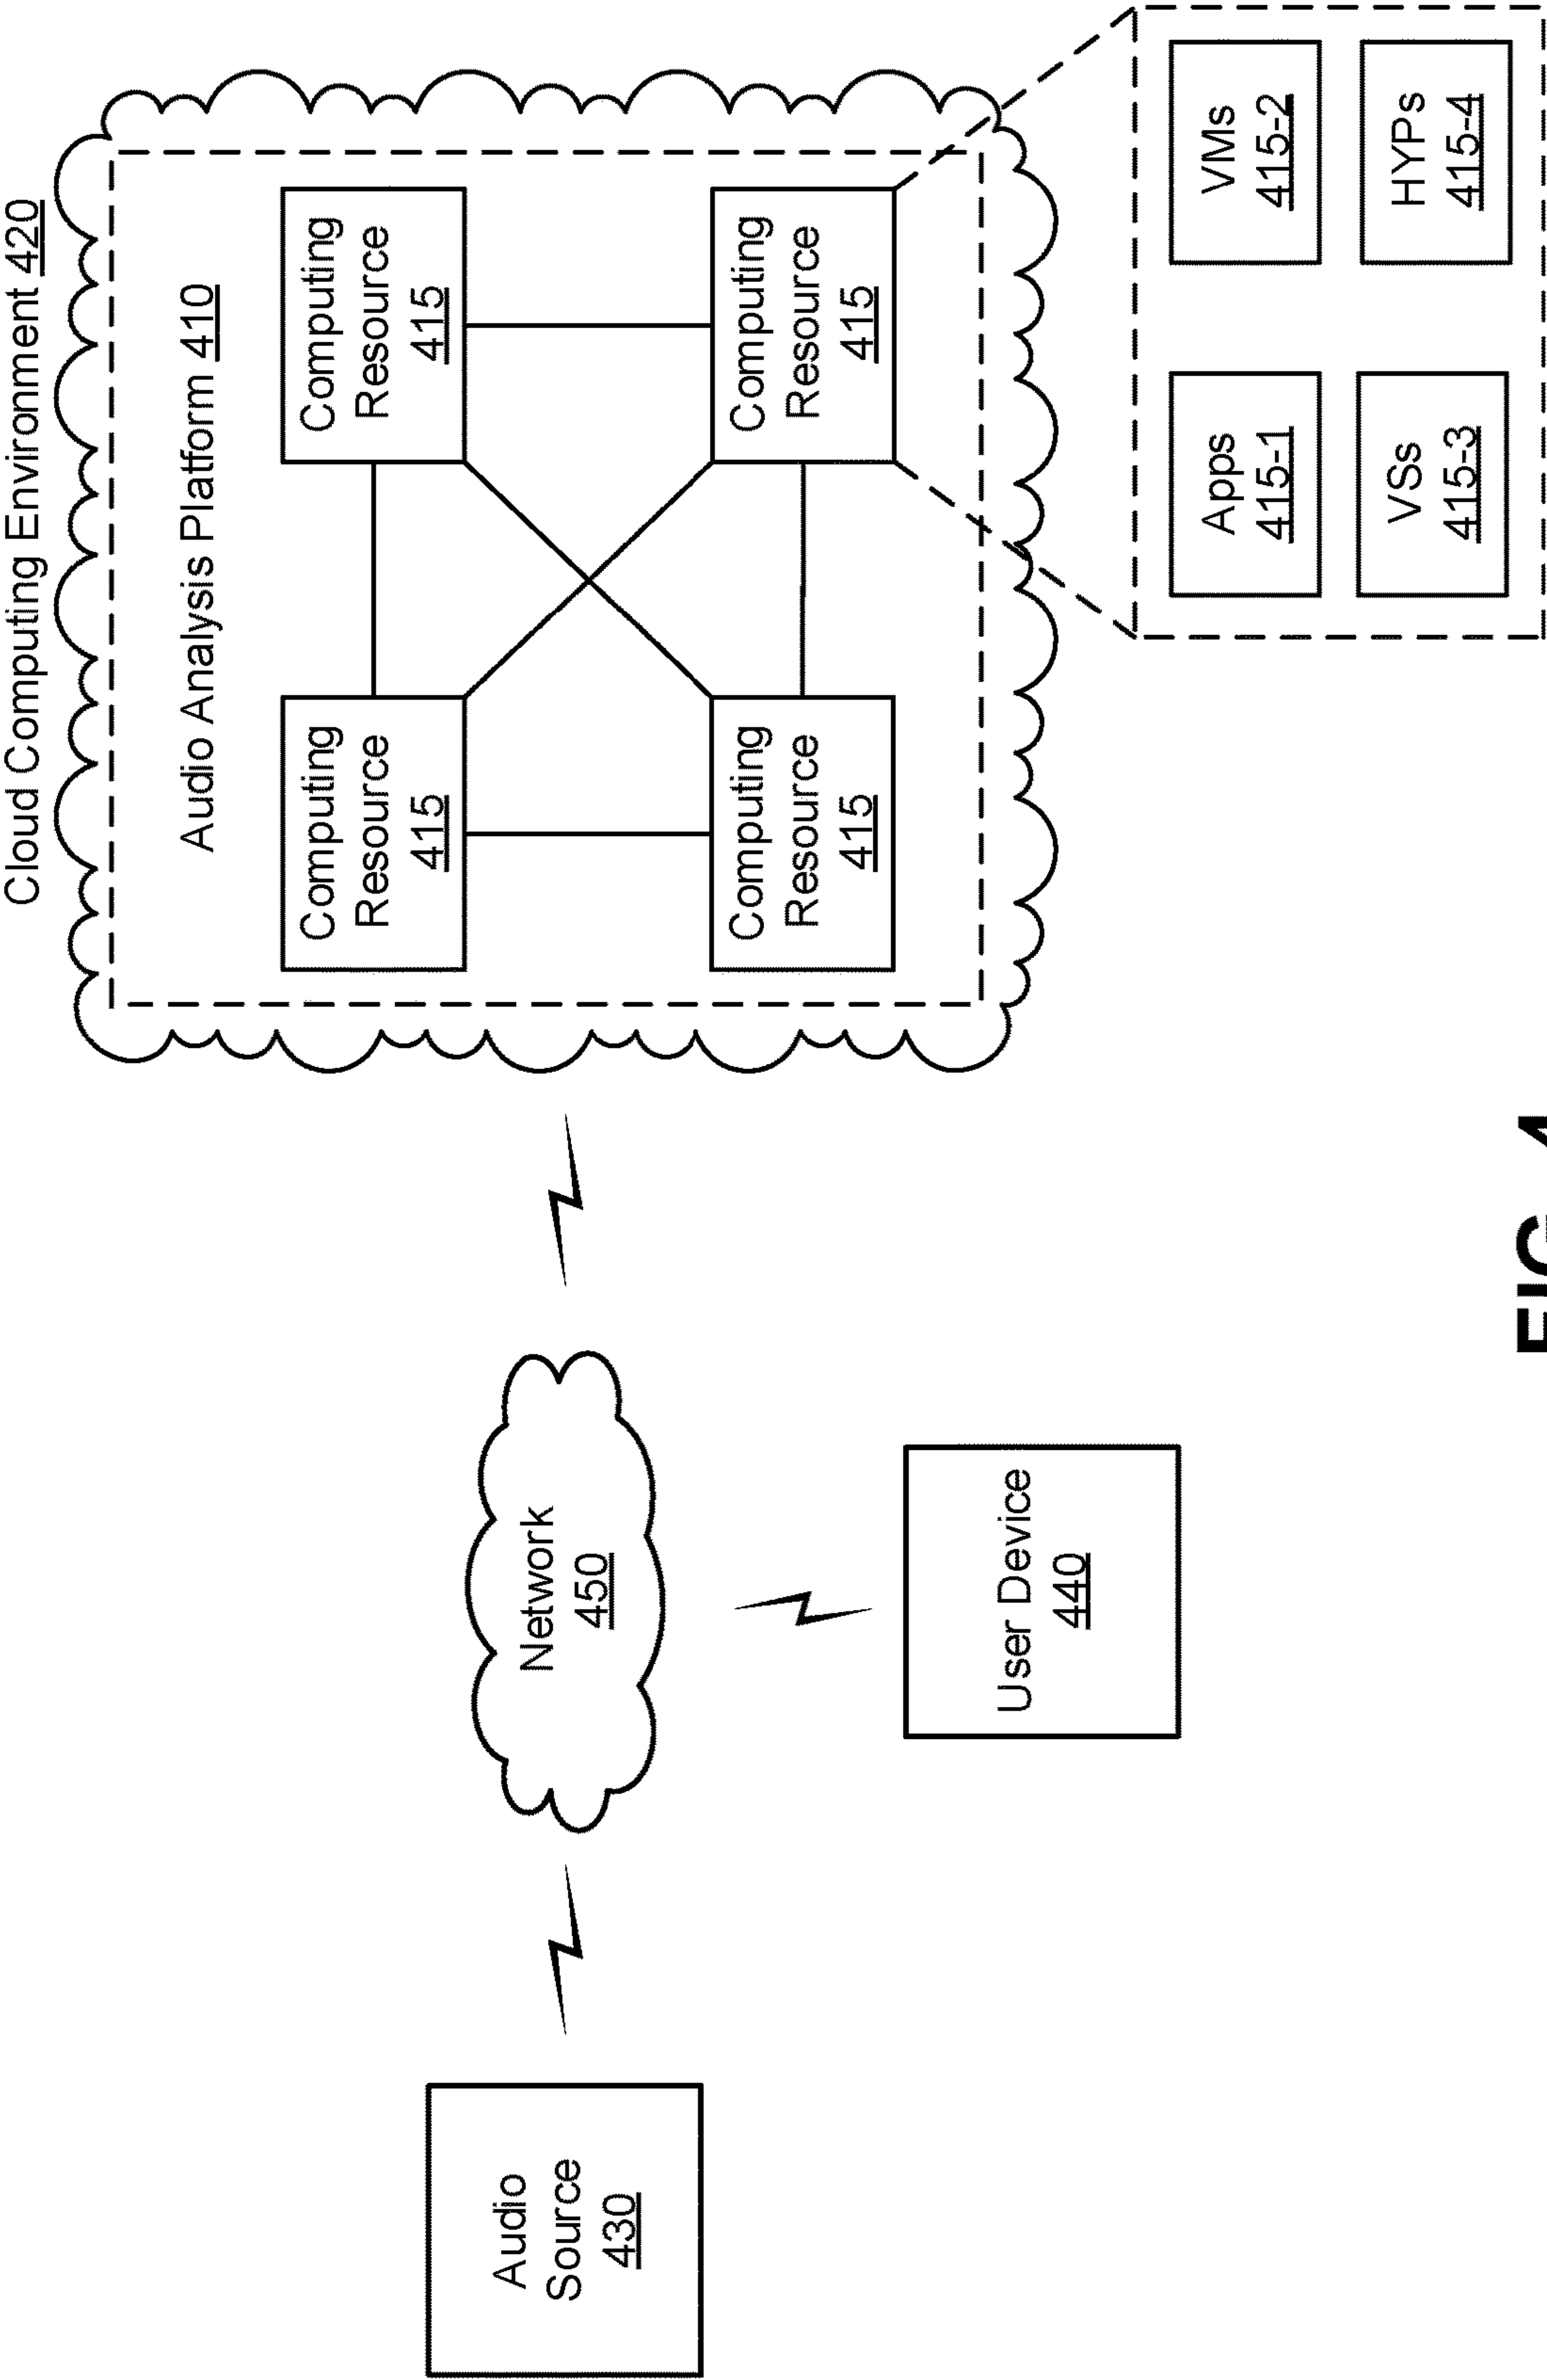 Cloud Computing Environment 420
Audio Analysis Platform 410
Computing
Resource
415
Computing
Resource
415
Computing
Resource
415
Computing
Resource
415
Audio
Source
430
Network
450
User Device
440
Apps
415-1
VMs
415-2
VSs
415-3
HYPs
415-4
FIG. 4